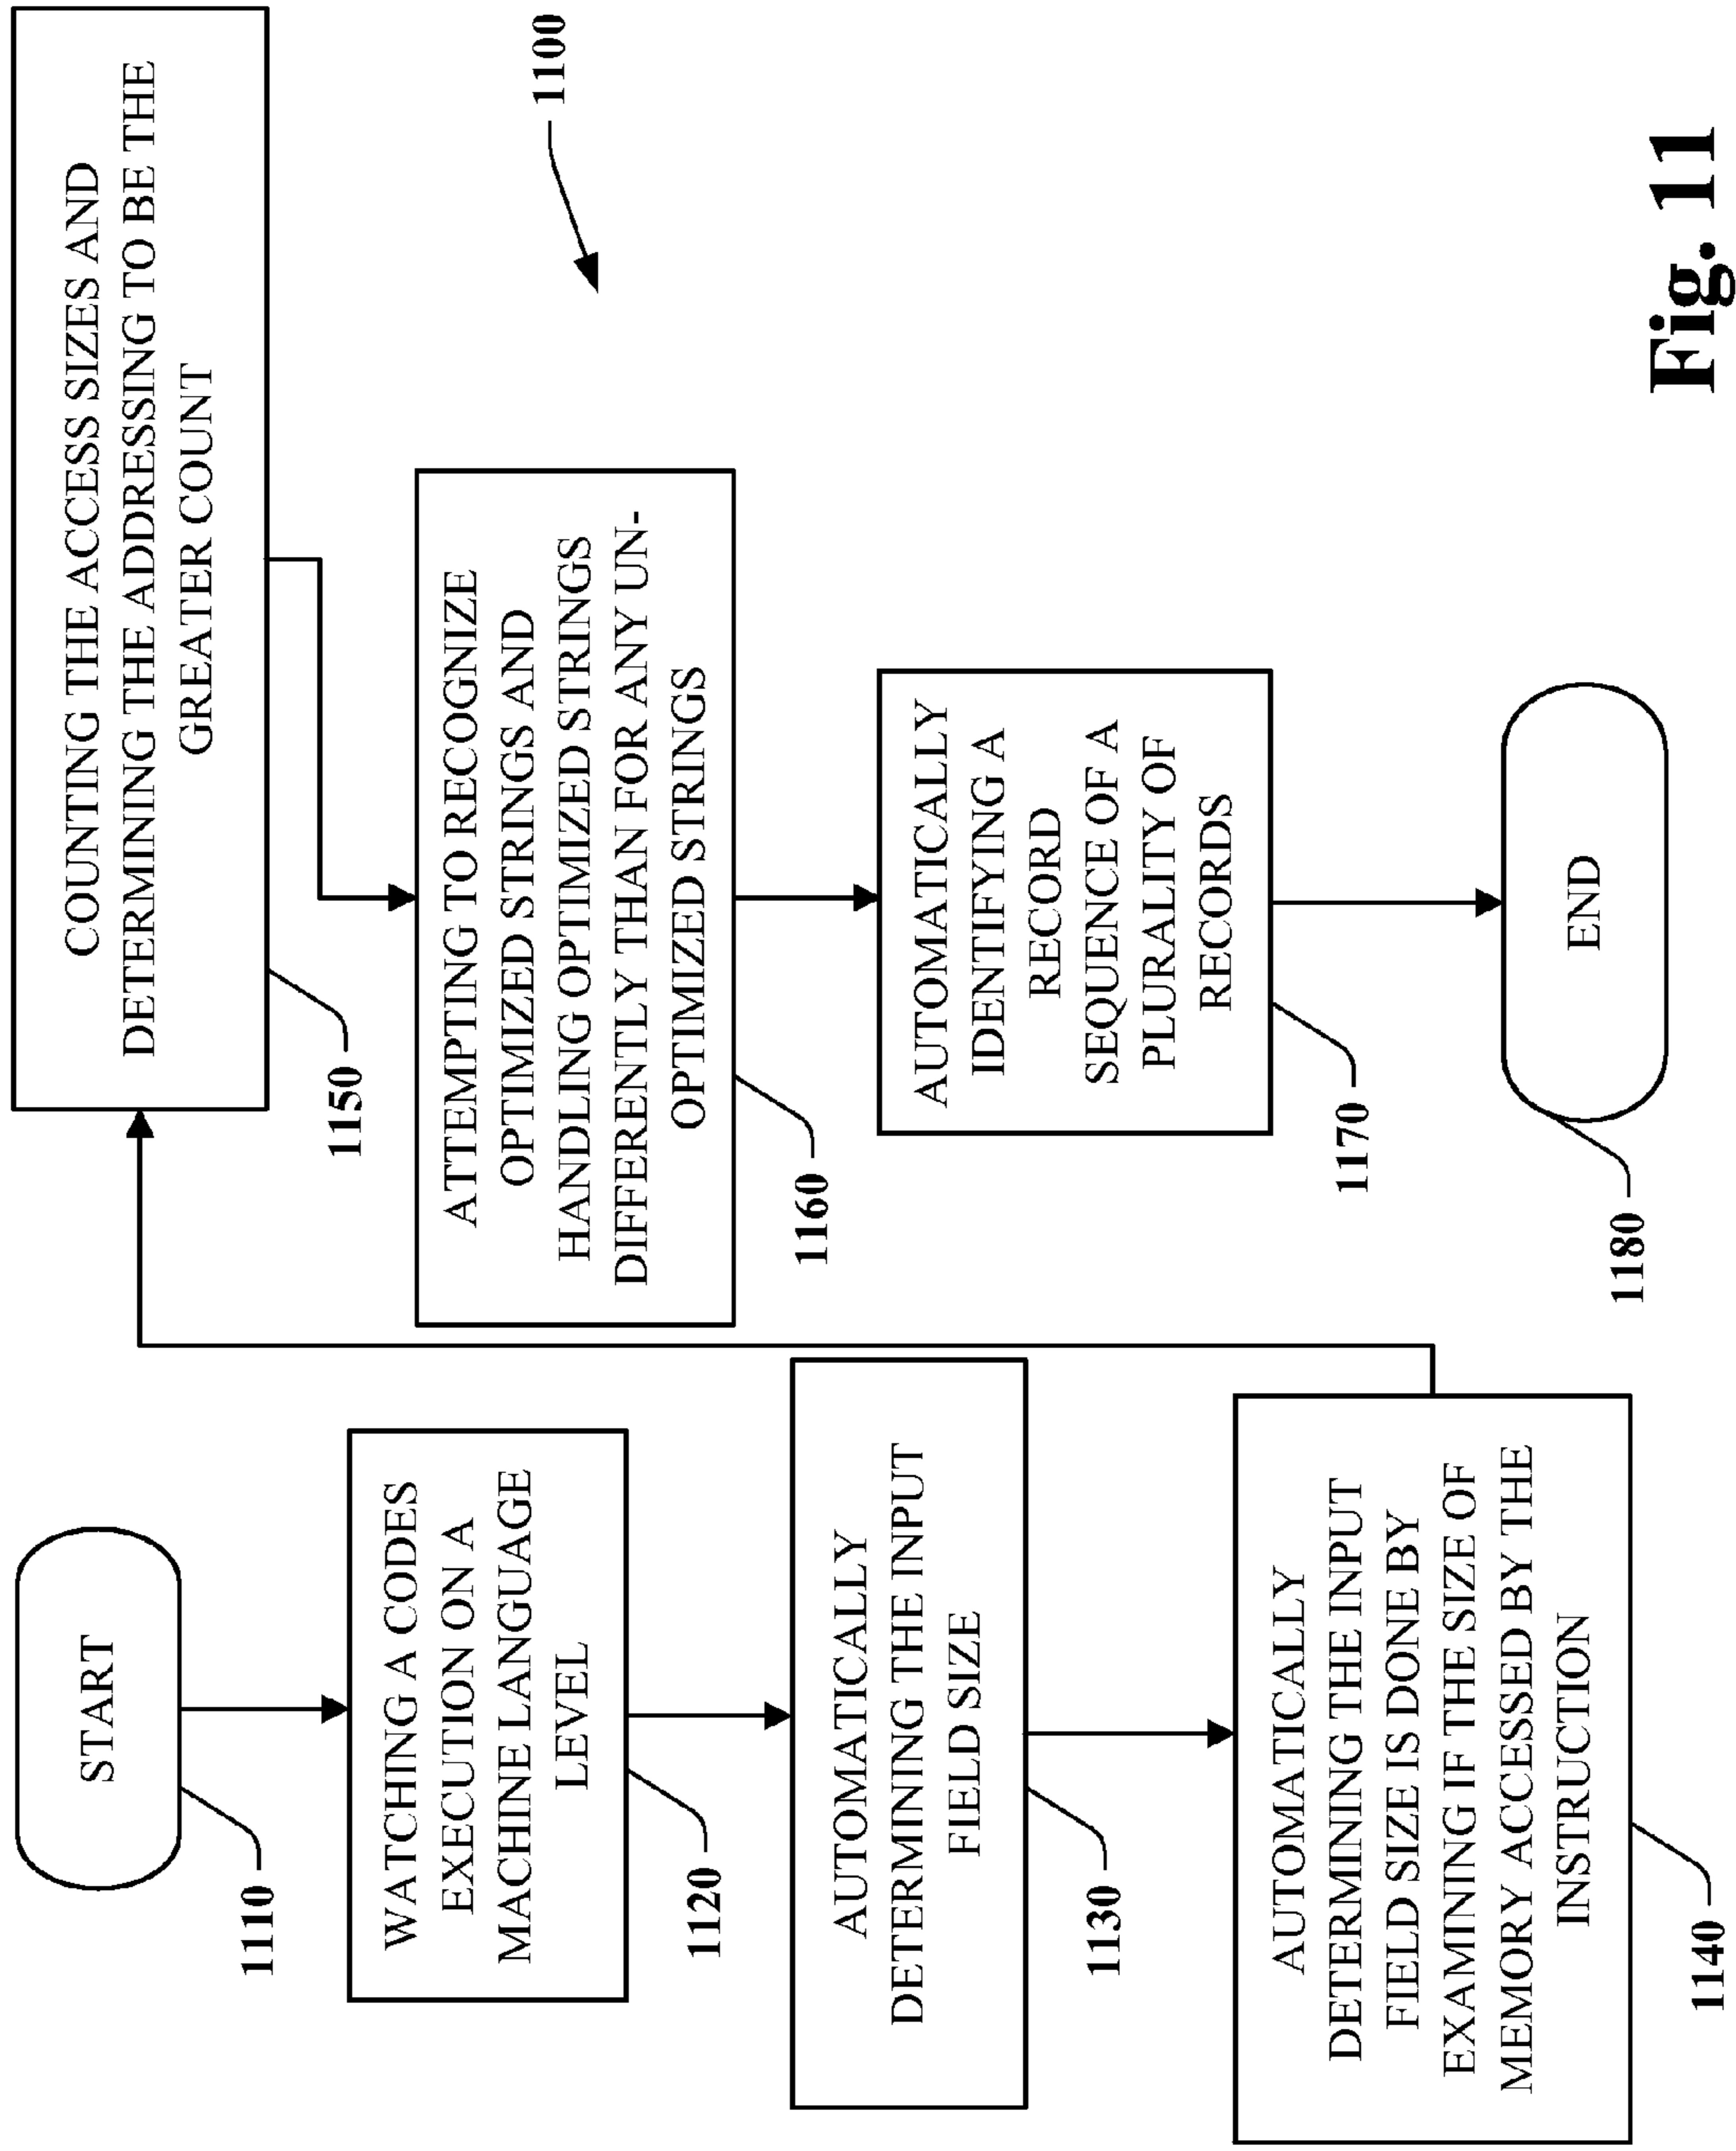 START
1110
WATCHING A CODES
EXECUTION ON A
MACHINE LANGUAGE
LEVEL
1120
AUTOMATICALLY
DETERMINING THE INPUT
FIELD SIZE
1130
AUTOMATICALLY
DETERMINING THE INPUT
FIELD SIZE IS DONE BY
EXAMINING IF THE SIZE OF
MEMORY ACCESSED BY THE
INSTRUCTION
1140
COUNTING THE ACCESS SIZES AND
DETERMINING THE ADDRESSING TO BE THE
GREATER COUNT
1150
ATTEMPTING TO RECOGNIZE
OPTIMIZED STRINGS AND
HANDLING OPTIMIZED STRINGS
DIFFERENTLY THAN FOR ANY UN-
OPTIMIZED STRINGS
1160
AUTOMATICALLY
IDENTIFYING A
RECORD
SEQUENCE OF A
PLURALITY OF
RECORDS
1170
END
1180
1100
Fig. 11